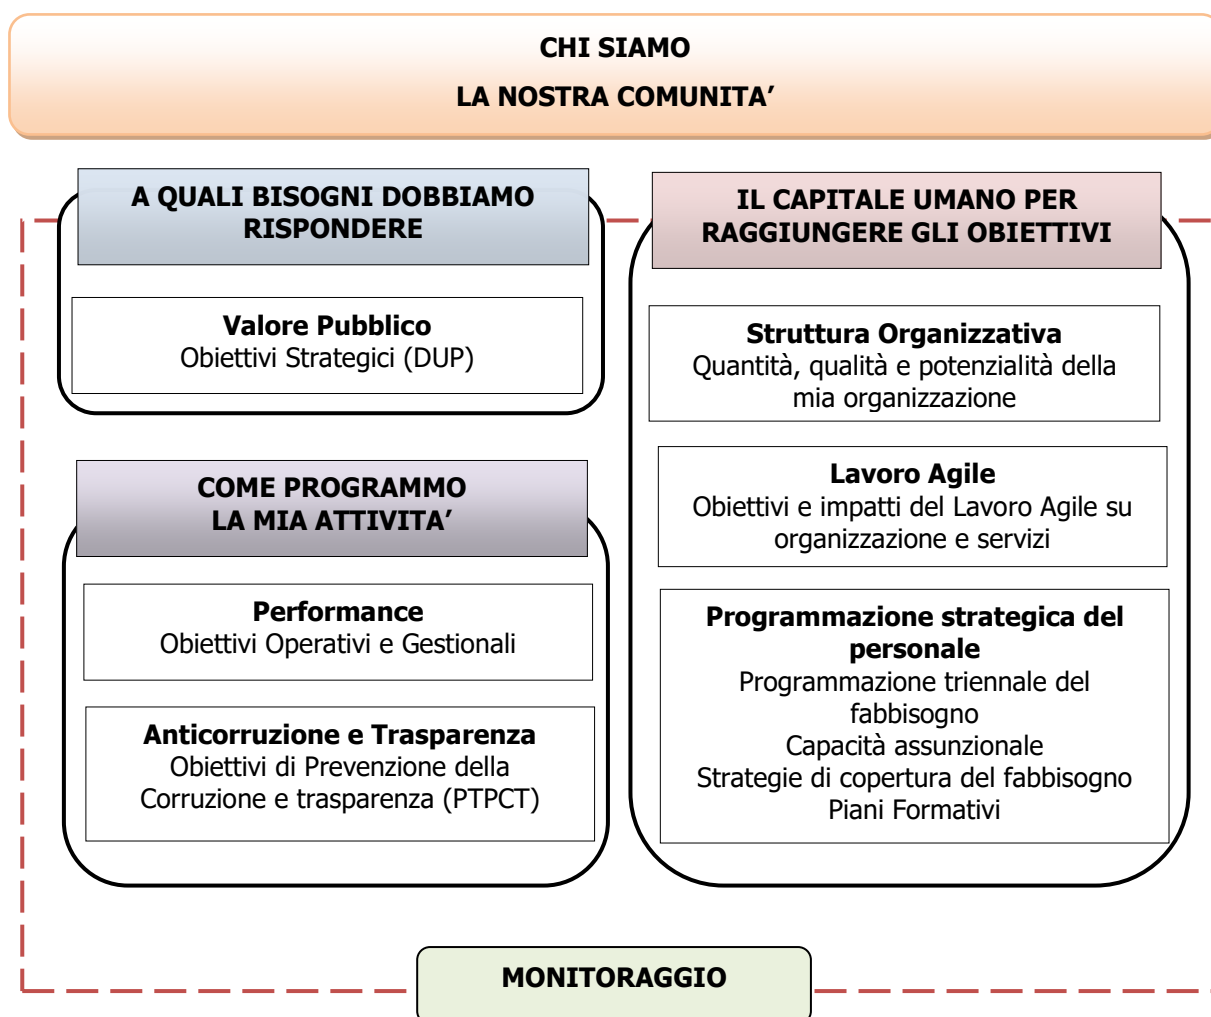 CHI SIAMO
LA NOSTRA COMUNITA’
A QUALI BISOGNI DOBBIAMO
RISPONDERE
Valore Pubblico
Obiettivi Strategici (DUP)
COME PROGRAMMO
LA MIA ATTIVITA’
Performance
Obiettivi Operativi e Gestionali
Anticorruzione e Trasparenza
Obiettivi di Prevenzione della
Corruzione e trasparenza (PTPCT)
IL CAPITALE UMANO PER
RAGGIUNGERE GLI OBIETTIVI
Struttura Organizzativa
Quantità, qualità e potenzialità della
mia organizzazione
Lavoro Agile
Obiettivi e impatti del Lavoro Agile su
organizzazione e servizi
Programmazione strategica del
personale
Programmazione triennale del
fabbisogno
Capacità assunzionale
Strategie di copertura del fabbisogno
Piani Formativi
MONITORAGGIO